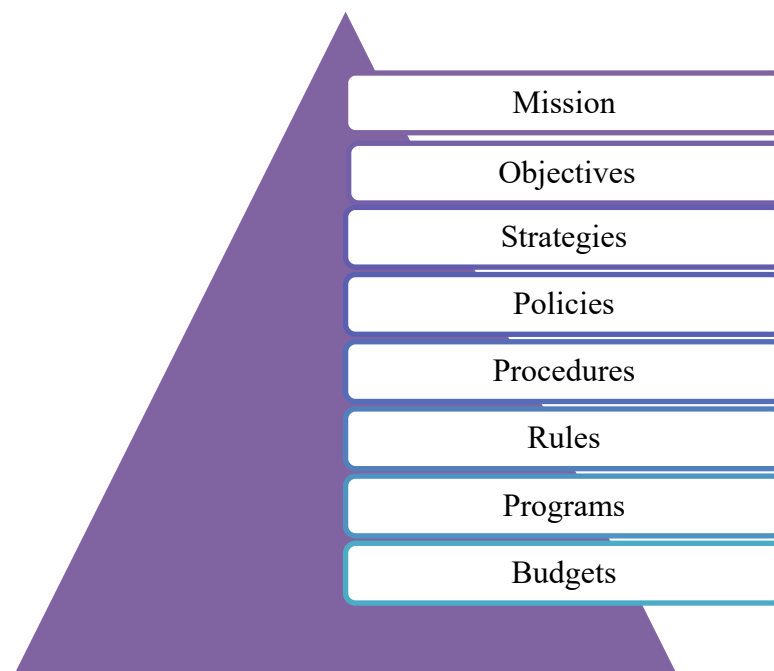 Mission
Objectives
Strategies
Policies
Procedures
Rules
Programs
Budgets